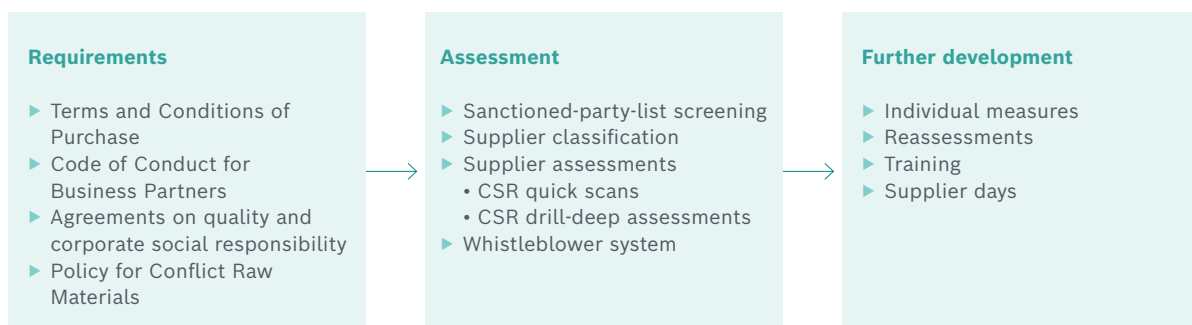 Requirements
▶ Terms and Conditions of
Purchase
▶ Code of Conduct for
Business Partners
▶ Agreements on quality and
corporate social responsibility
▶ Policy for Conflict Raw
Materials
Assessment
▶ Sanctioned-party-list screening
▶ Supplier classification
▶ Supplier assessments
• CSR quick scans
• CSR drill-deep assessments
▶ Whistleblower system
Further development
▶ Individual measures
▶ Reassessments
▶ Training
▶ Supplier days